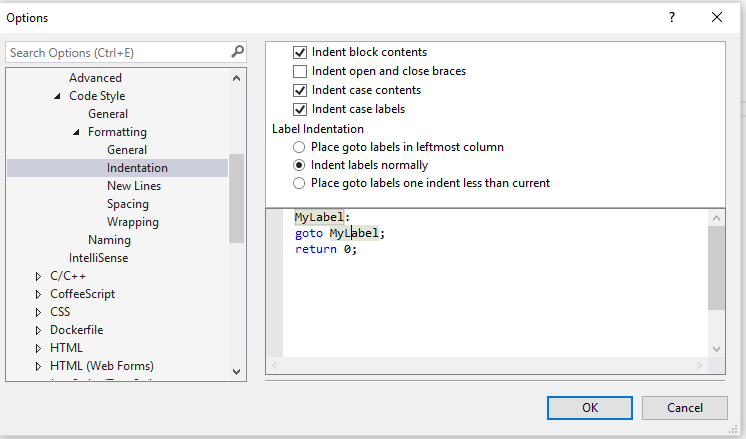 Options
Search Options (Ctrl+E)
Advanced
Code Style
General
Formatting
General
Indentation
New Lines
Spacing
Wrapping
Naming
IntelliSense
C/C++
CoffeeScript
CSS
Dockerfile
HTML
HTML (Web Forms)
Indent block contents
Indent open and close braces
Indent case contents
Indent case labels
Label Indentation
Place goto labels in leftmost column
Indent labels normally
Place goto labels one indent less than current
MyLabel:
goto MyLabel;
return 0;
OK
Cancel